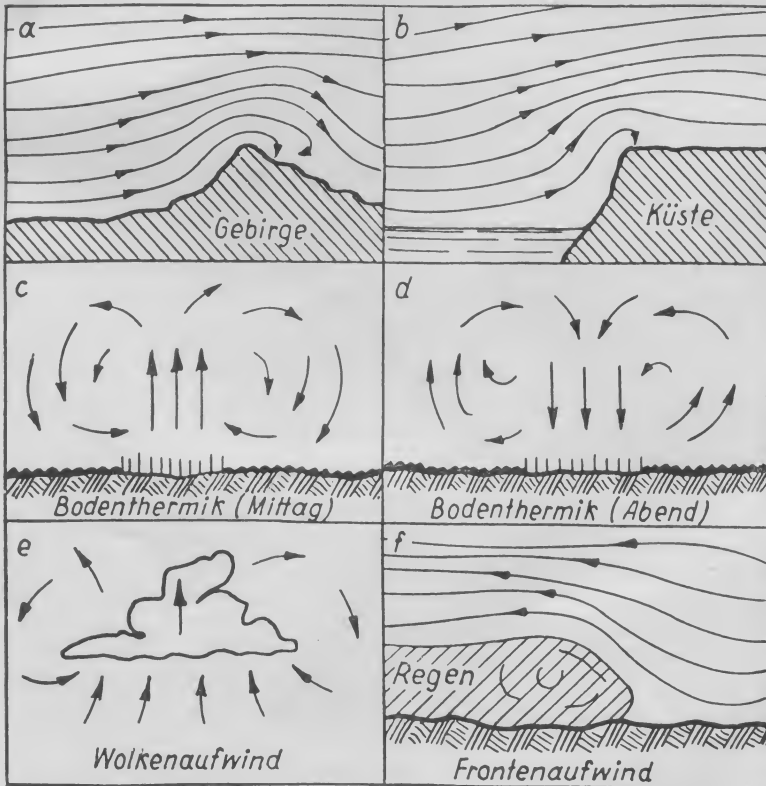 a
b
Gebirge
Küste
c
d
Bodenthermik (Mittag)
Bodenthermik (Abend)
e
f
Regen
Wolkenaufwind
Frontenaufwind